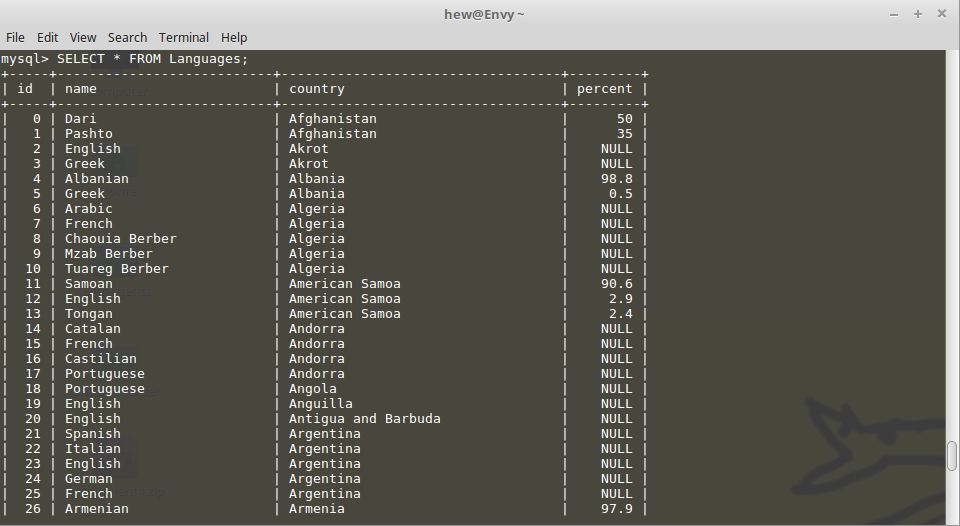 hew@Envy ~
File Edit View Search Terminal Help
mysql> SELECT * FROM Languages;
+-----+---------------------------+-----------------------------------+---------+
| id  | name                      | country                           | percent |
+-----+---------------------------+-----------------------------------+---------+
|   0 | Dari                      | Afghanistan                       |      50 |
|   1 | Pashto                    | Afghanistan                       |      35 |
|   2 | English                   | Akrot                             |    NULL |
|   3 | Greek                     | Akrot                             |    NULL |
|   4 | Albanian                  | Albania                           |    98.8 |
|   5 | Greek                     | Albania                           |     0.5 |
|   6 | Arabic                    | Algeria                           |    NULL |
|   7 | French                    | Algeria                           |    NULL |
|   8 | Chaouia Berber            | Algeria                           |    NULL |
|   9 | Mzab Berber               | Algeria                           |    NULL |
|  10 | Tuareg Berber             | Algeria                           |    NULL |
|  11 | Samoan                    | American Samoa                    |    90.6 |
|  12 | English                   | American Samoa                    |     2.9 |
|  13 | Tongan                    | American Samoa                    |     2.4 |
|  14 | Catalan                   | Andorra                           |    NULL |
|  15 | French                    | Andorra                           |    NULL |
|  16 | Castilian                 | Andorra                           |    NULL |
|  17 | Portuguese                | Andorra                           |    NULL |
|  18 | Portuguese                | Angola                            |    NULL |
|  19 | English                   | Anguilla                          |    NULL |
|  20 | English                   | Antigua and Barbuda               |    NULL |
|  21 | Spanish                   | Argentina                         |    NULL |
|  22 | Italian                   | Argentina                         |    NULL |
|  23 | English                   | Argentina                         |    NULL |
|  24 | German                    | Argentina                         |    NULL |
|  25 | French                    | Argentina                         |    NULL |
|  26 | Armenian                  | Armenia                           |    97.9 |